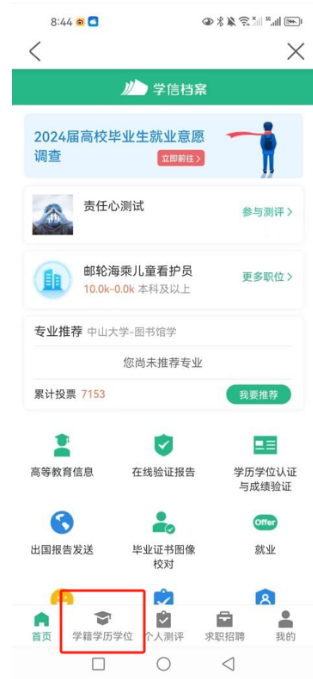 8:44
学信档案
2024届高校毕业生就业意愿
调查
立即前往>
责任心测试
参与测评>
邮轮海乘儿童看护员
10.0k-0.0k 本科及以上
更多职位>
专业推荐 中山大学-图书馆学
您尚未推荐专业
累计投票 7153
我要推荐
高等教育信息
在线验证报告
学历学位认证
与成绩验证
Offer
出国报告发送
毕业证书图像
校对
就业
首页
学籍学历学位
个人测评
求职招聘
我的